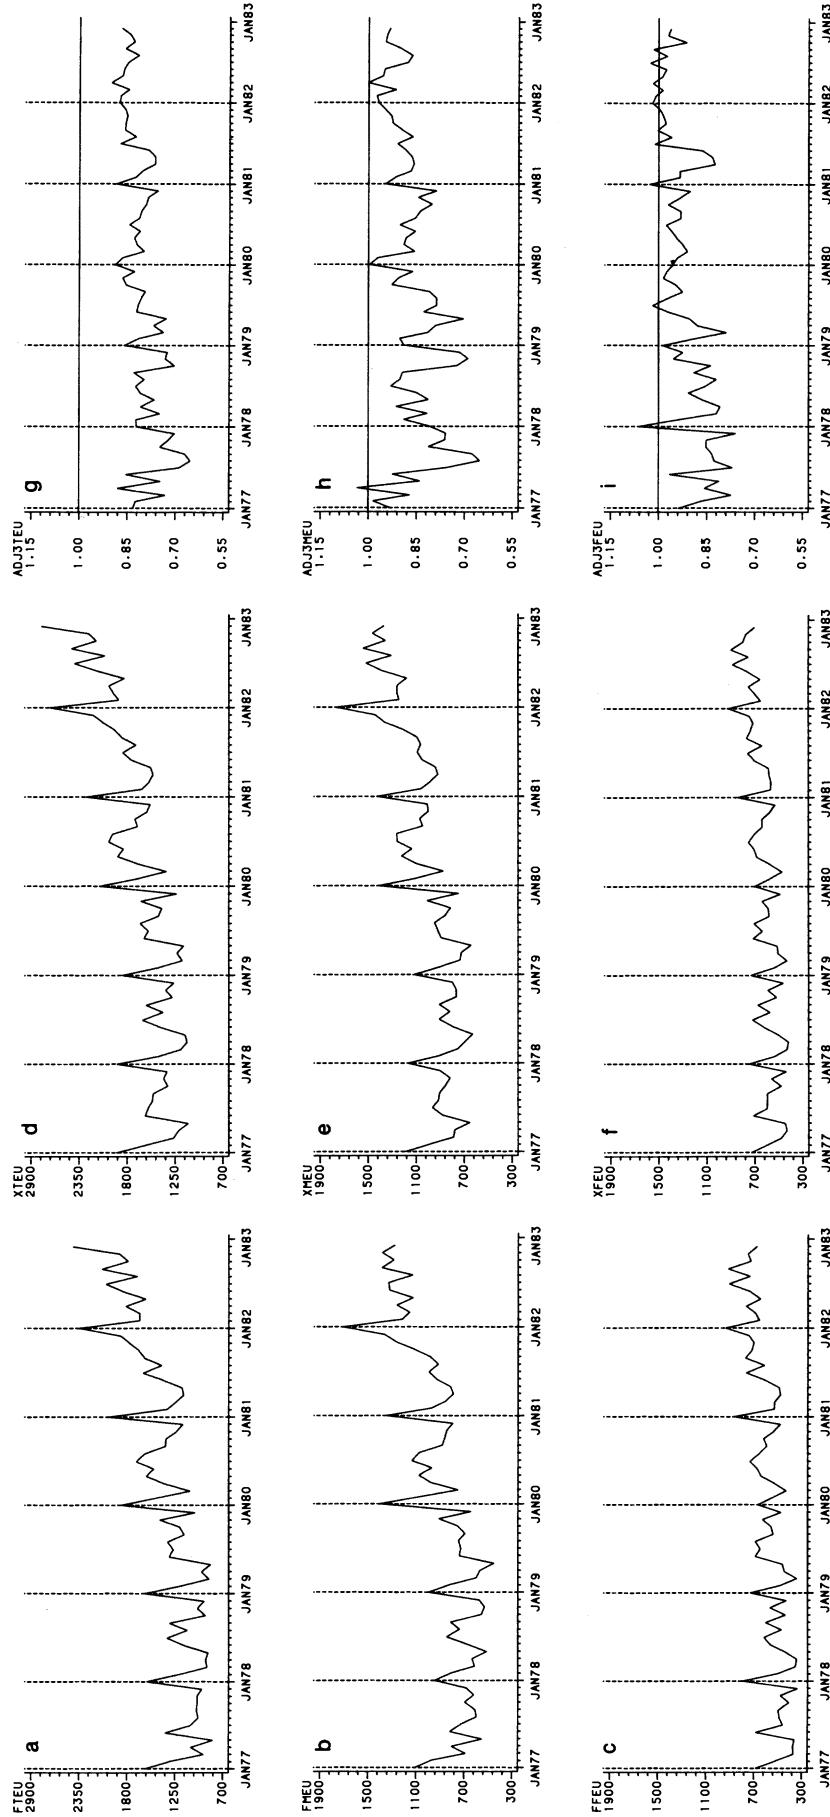 FTEU
2900
2350
1800
1250
700
a
JAN77 JAN78 JAN79 JAN80 JAN81 JAN82 JAN83
XTEU
2900
2350
1800
1250
700
d
JAN77 JAN78 JAN79 JAN80 JAN81 JAN82 JAN83
ADJ3TEU
1.15
1.00
0.85
0.70
0.55
g
JAN77 JAN78 JAN79 JAN80 JAN81 JAN82 JAN83
FMEU
1900
1500
1100
700
300
b
JAN77 JAN78 JAN79 JAN80 JAN81 JAN82 JAN83
XMEU
1900
1500
1100
700
300
e
JAN77 JAN78 JAN79 JAN80 JAN81 JAN82 JAN83
ADJ3MEU
1.15
1.00
0.85
0.70
0.55
h
JAN77 JAN78 JAN79 JAN80 JAN81 JAN82 JAN83
FFEU
1900
1500
1100
700
300
c
JAN77 JAN78 JAN79 JAN80 JAN81 JAN82 JAN83
XFEU
1900
1500
1100
700
300
f
JAN77 JAN78 JAN79 JAN80 JAN81 JAN82 JAN83
ADJ3FEU
1.15
1.00
0.85
0.70
0.55
i
JAN77 JAN78 JAN79 JAN80 JAN81 JAN82 JAN83